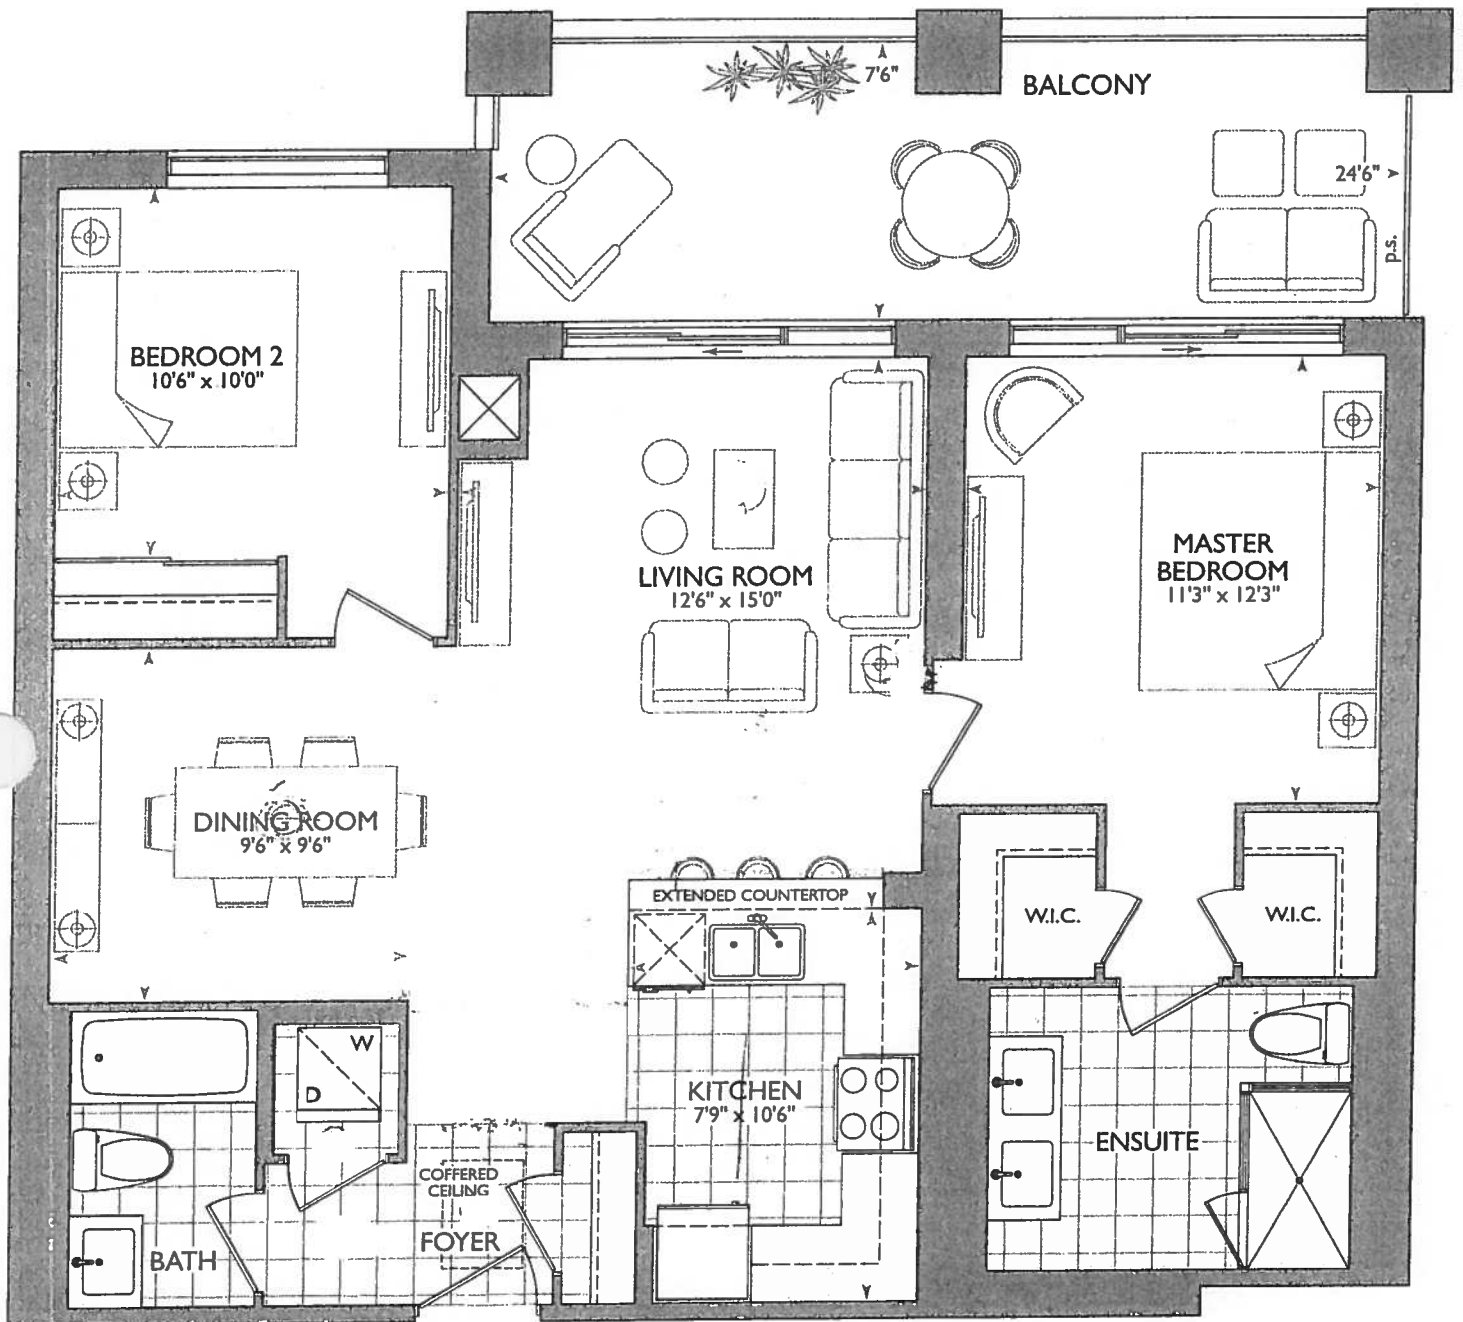 7'6"
BALCONY
24'6"
p.s.
BEDROOM 2
10'6" x 10'0"
LIVING ROOM
12'6" x 15'0"
MASTER
BEDROOM
11'3" x 12'3"
DINING ROOM
9'6" x 9'6"
EXTENDED COUNTERTOP
W.I.C.
W.I.C.
W
D
KITCHEN
7'9" x 10'6"
ENSUITE
COFFERED
CEILING
FOYER
BATH